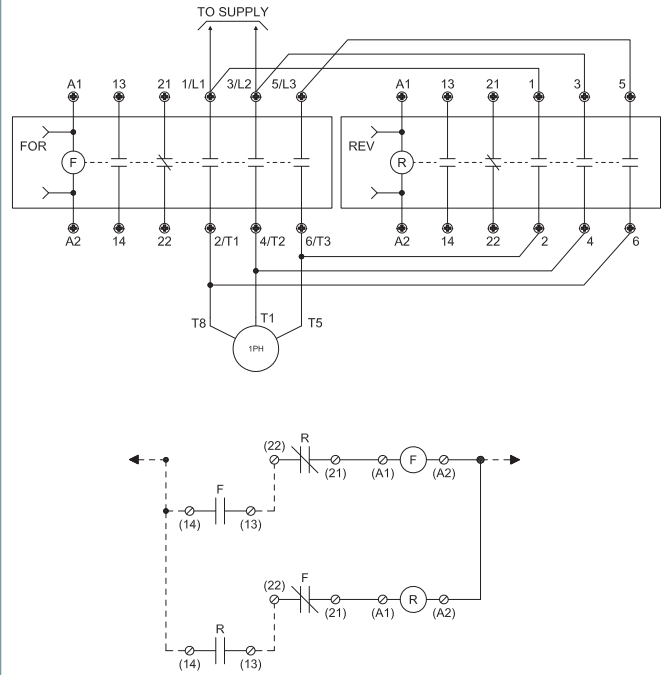 TO SUPPLY
A1 13 21 1/L1 3/L2 5/L3 A1 13 21 1 3 5
FOR F REV R
A2 14 22 2/T1 4/T2 6/T3 A2 14 22 2 4 6
T8 T1 T5
1PH
(22) R F
(21) (A1) (A2)
F
(14) (13)
(22) F R
(21) (A1) (A2)
R
(14) (13)